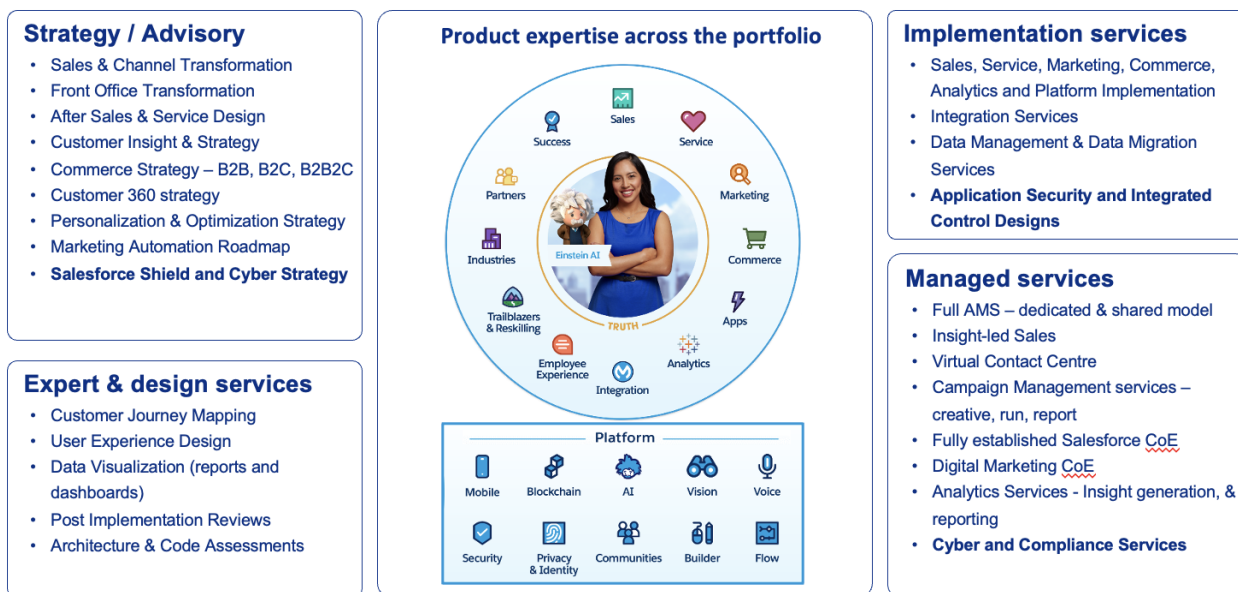 Strategy / Advisory
• Sales & Channel Transformation
• Front Office Transformation
• After Sales & Service Design
• Customer Insight & Strategy
• Commerce Strategy – B2B, B2C, B2B2C
• Customer 360 strategy
• Personalization & Optimization Strategy
• Marketing Automation Roadmap
• Salesforce Shield and Cyber Strategy
Expert & design services
• Customer Journey Mapping
• User Experience Design
• Data Visualization (reports and
dashboards)
• Post Implementation Reviews
• Architecture & Code Assessments
Product expertise across the portfolio
Sales
Service
Marketing
Commerce
Apps
Analytics
Integration
Employee
Experience
Trailblazers
& Reskilling
Industries
Partners
Success
Einstein AI
TRUTH
Platform
Mobile
Blockchain
AI
Vision
Voice
Security
Privacy
& Identity
Communities
Builder
Flow
Implementation services
• Sales, Service, Marketing, Commerce,
Analytics and Platform Implementation
• Integration Services
• Data Management & Data Migration
Services
• Application Security and Integrated
Control Designs
Managed services
• Full AMS – dedicated & shared model
• Insight-led Sales
• Virtual Contact Centre
• Campaign Management services –
creative, run, report
• Fully established Salesforce CoE
• Digital Marketing CoE
• Analytics Services - Insight generation, &
reporting
• Cyber and Compliance Services